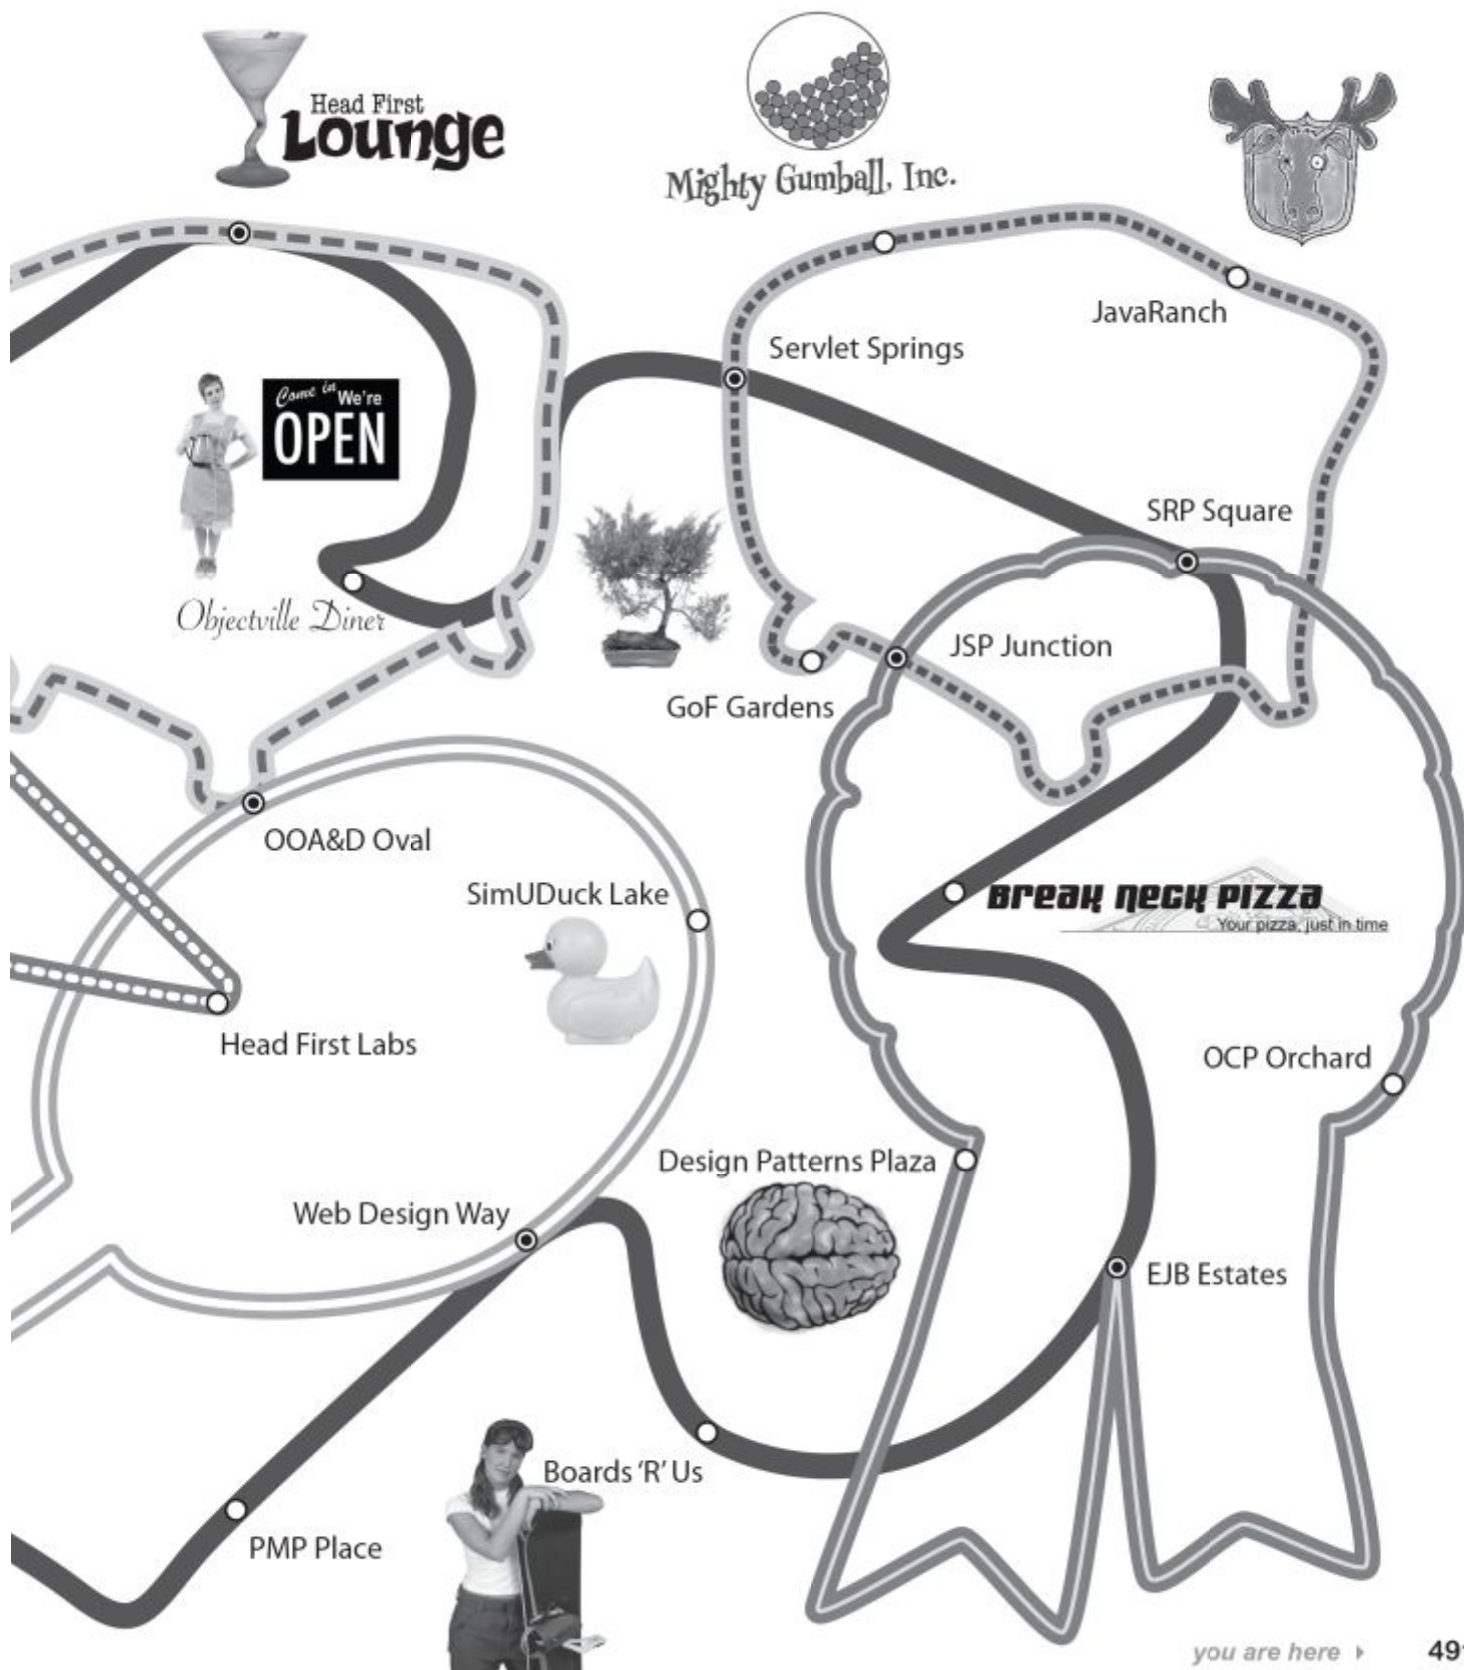 Head First
Lounge
Mighty Gumball, Inc.
JavaRanch
Servlet Springs
Come in We're
OPEN
SRP Square
Objectville Diner
JSP Junction
GoF Gardens
OOA&D Oval
SimUDuck Lake
Break Neck Pizza
Your pizza, just in time
Head First Labs
OCP Orchard
Design Patterns Plaza
Web Design Way
EJB Estates
Boards ‘R’ Us
PMP Place
you are here
49